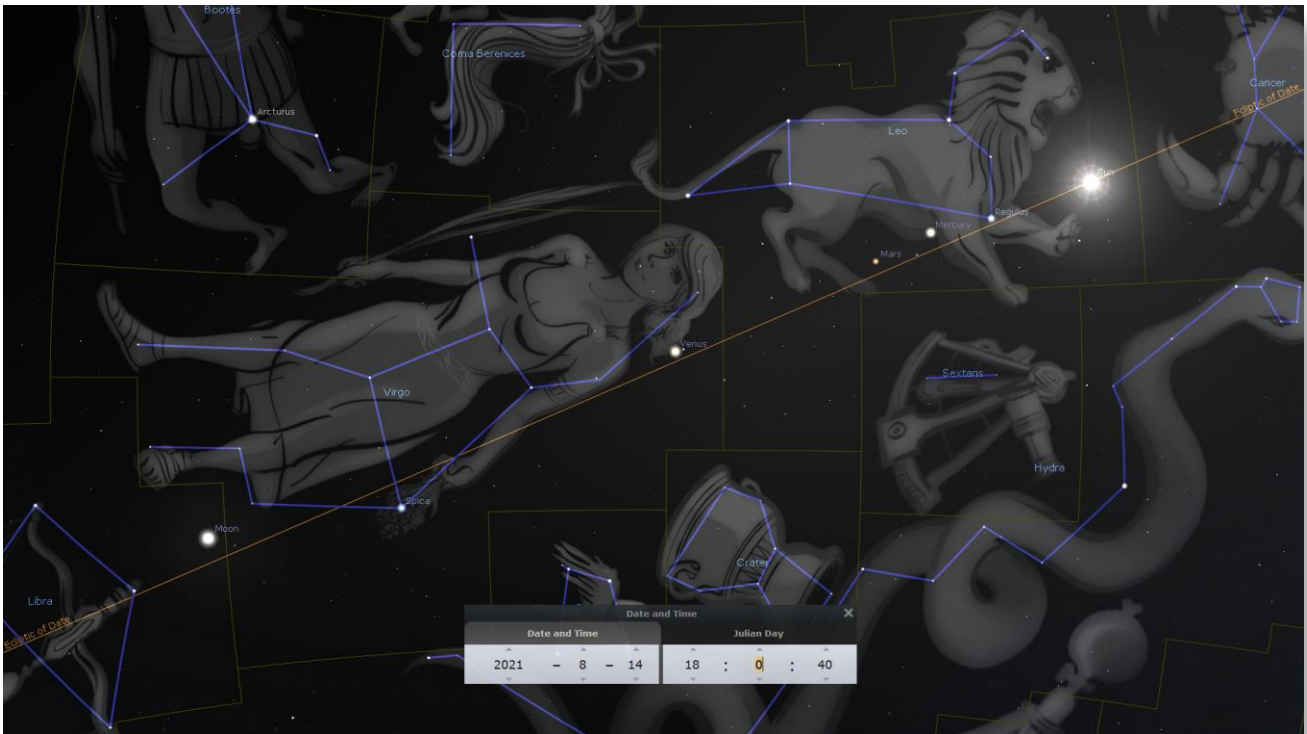 Bootes
Coma Berenices
Cancer
Ecliptic of Date
Arcturus
Leo
Sun
Regulus
Mercury
Mars
Venus
Sextans
Virgo
Hydra
Spica
Moon
Crater
Libra
Ecliptic of Date
Date and Time
Date and Time Julian Day
2021 - 8 - 14 18 : 0 : 40